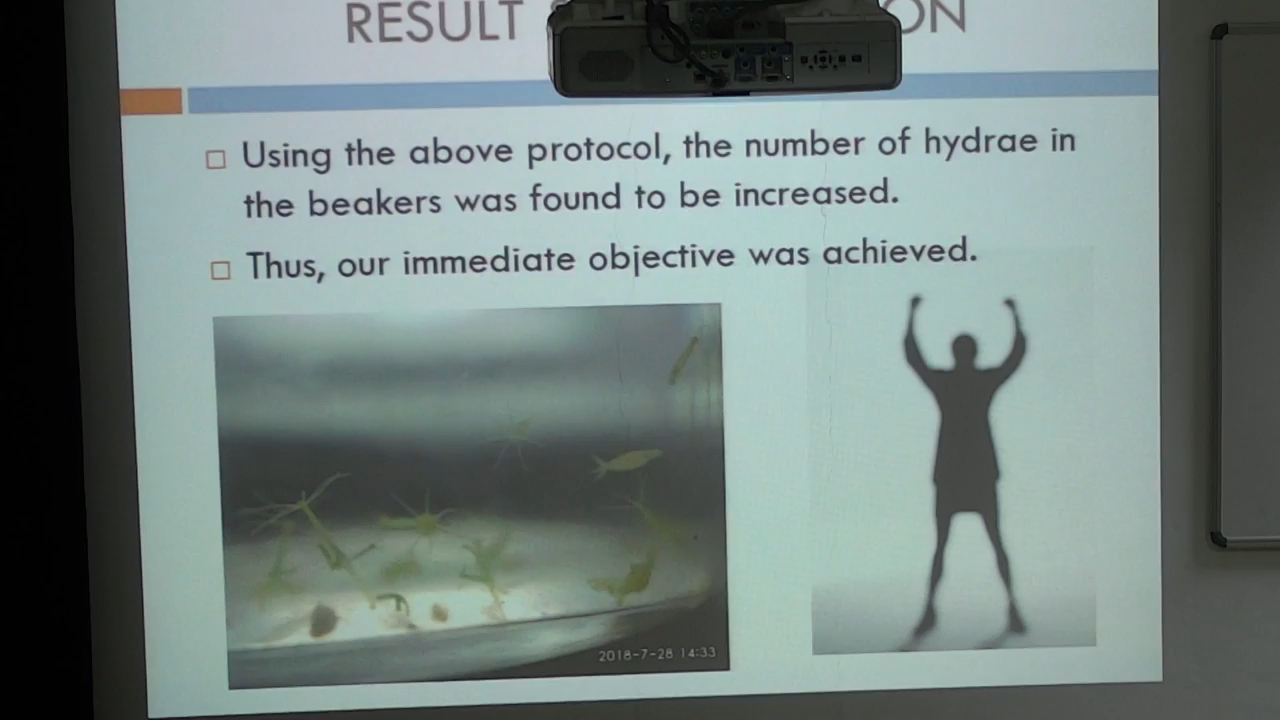 RESULT ON
Using the above protocol, the number of hydrae in
the beakers was found to be increased.
Thus, our immediate objective was achieved.
2018-7-28 14:33